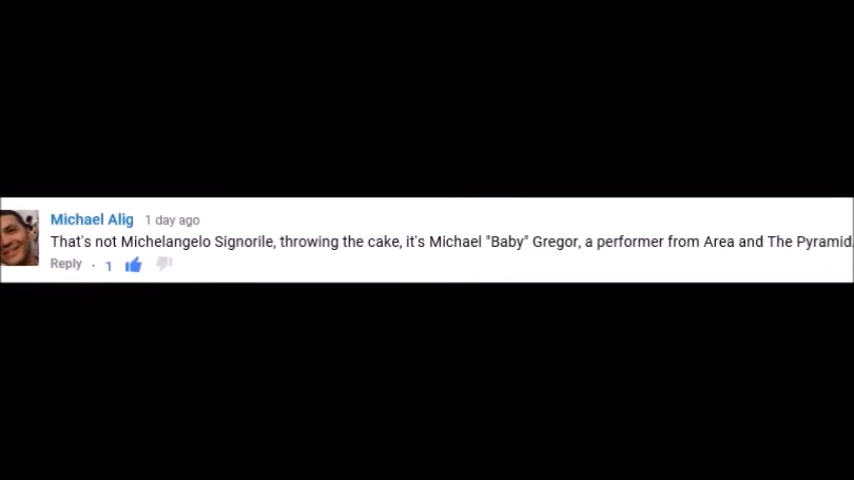 Michael Alig 1 day ago
That's not Michelangelo Signorile, throwing the cake, it's Michael "Baby" Gregor, a performer from Area and The Pyramid.
Reply · 1